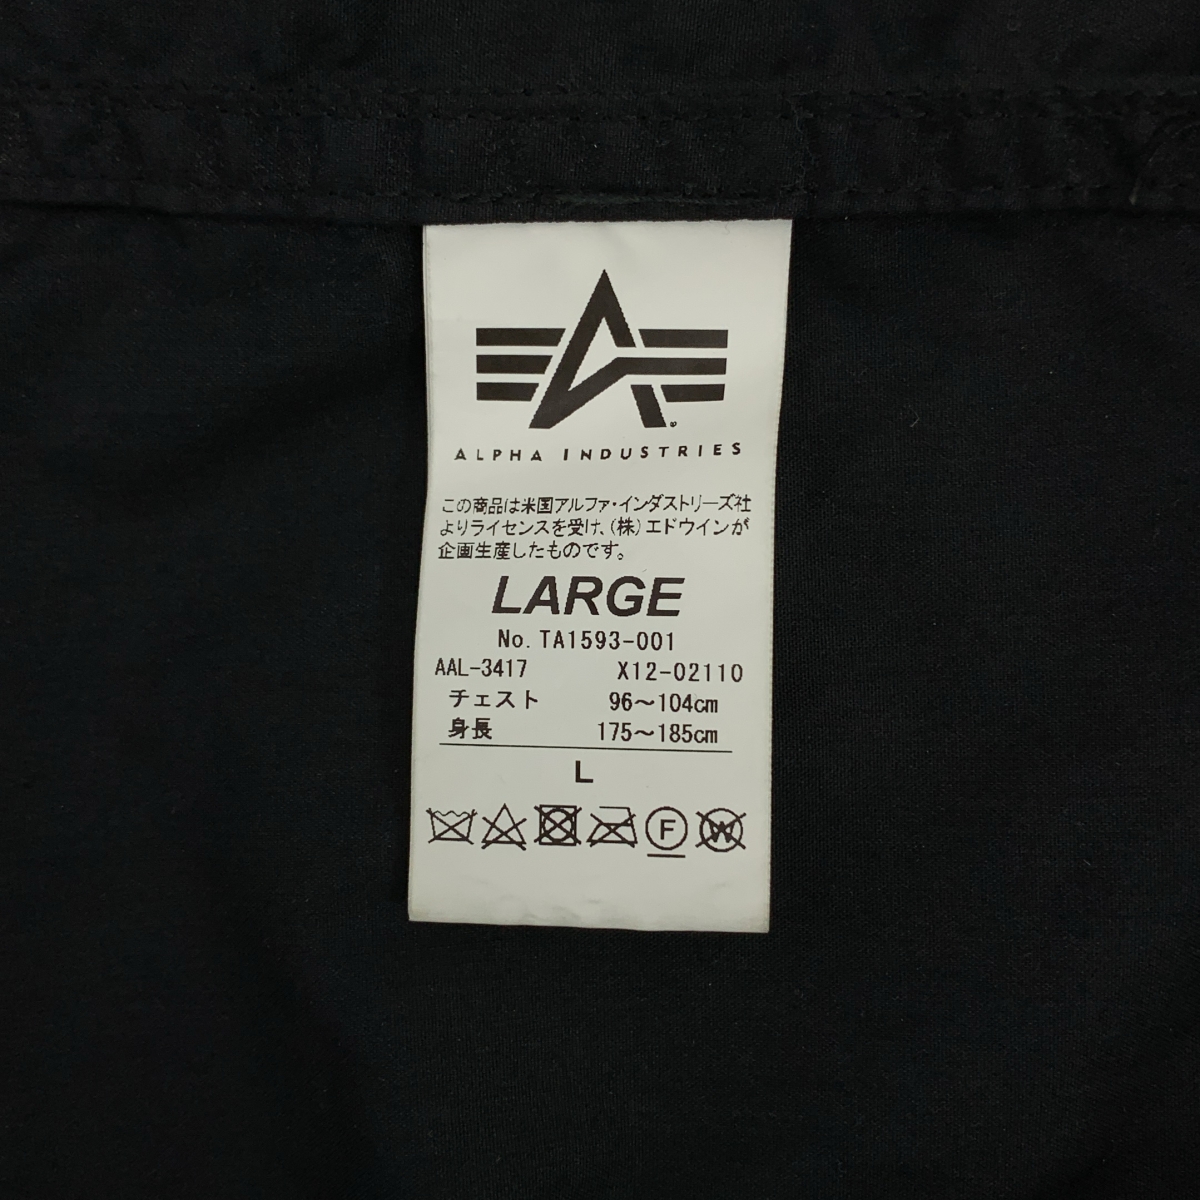 ALPHA INDUSTRIES
この商品は米国アルファ・インダストリーズ社
よりライセンスを受け、(株)エドウインが
企画生産したものです。
LARGE
No. TA1593-001
AAL-3417 X12-02110
チェスト 96～104cm
身長 175～185cm
L
F W